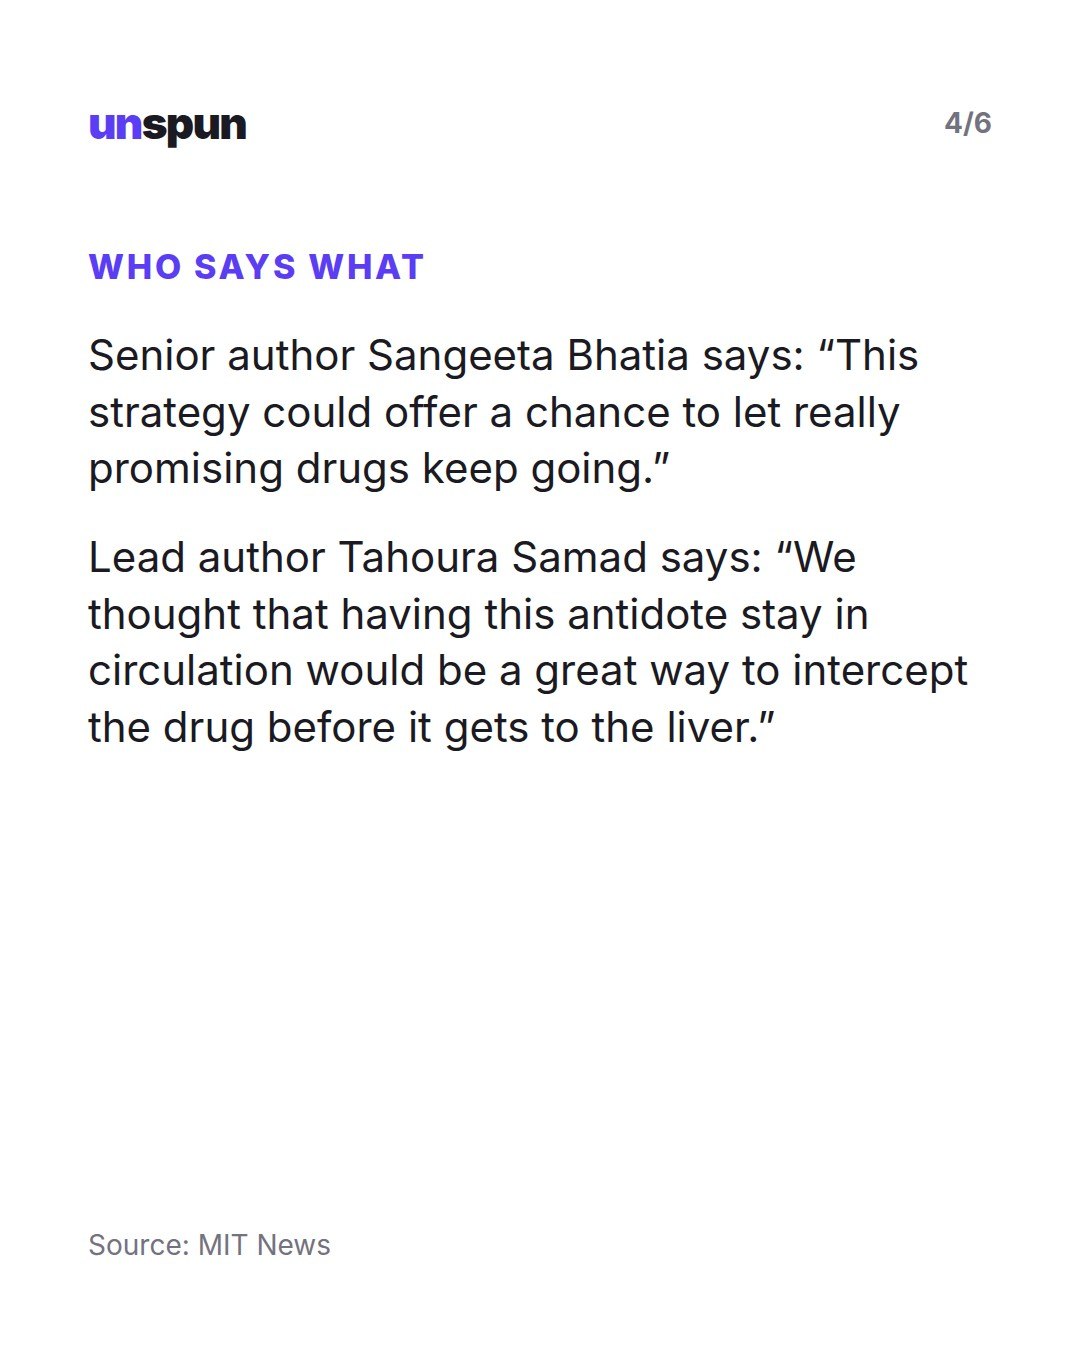 unspun
4/6
WHO SAYS WHAT
Senior author Sangeeta Bhatia says: “This
strategy could offer a chance to let really
promising drugs keep going.”
Lead author Tahoura Samad says: “We
thought that having this antidote stay in
circulation would be a great way to intercept
the drug before it gets to the liver.”
Source: MIT News